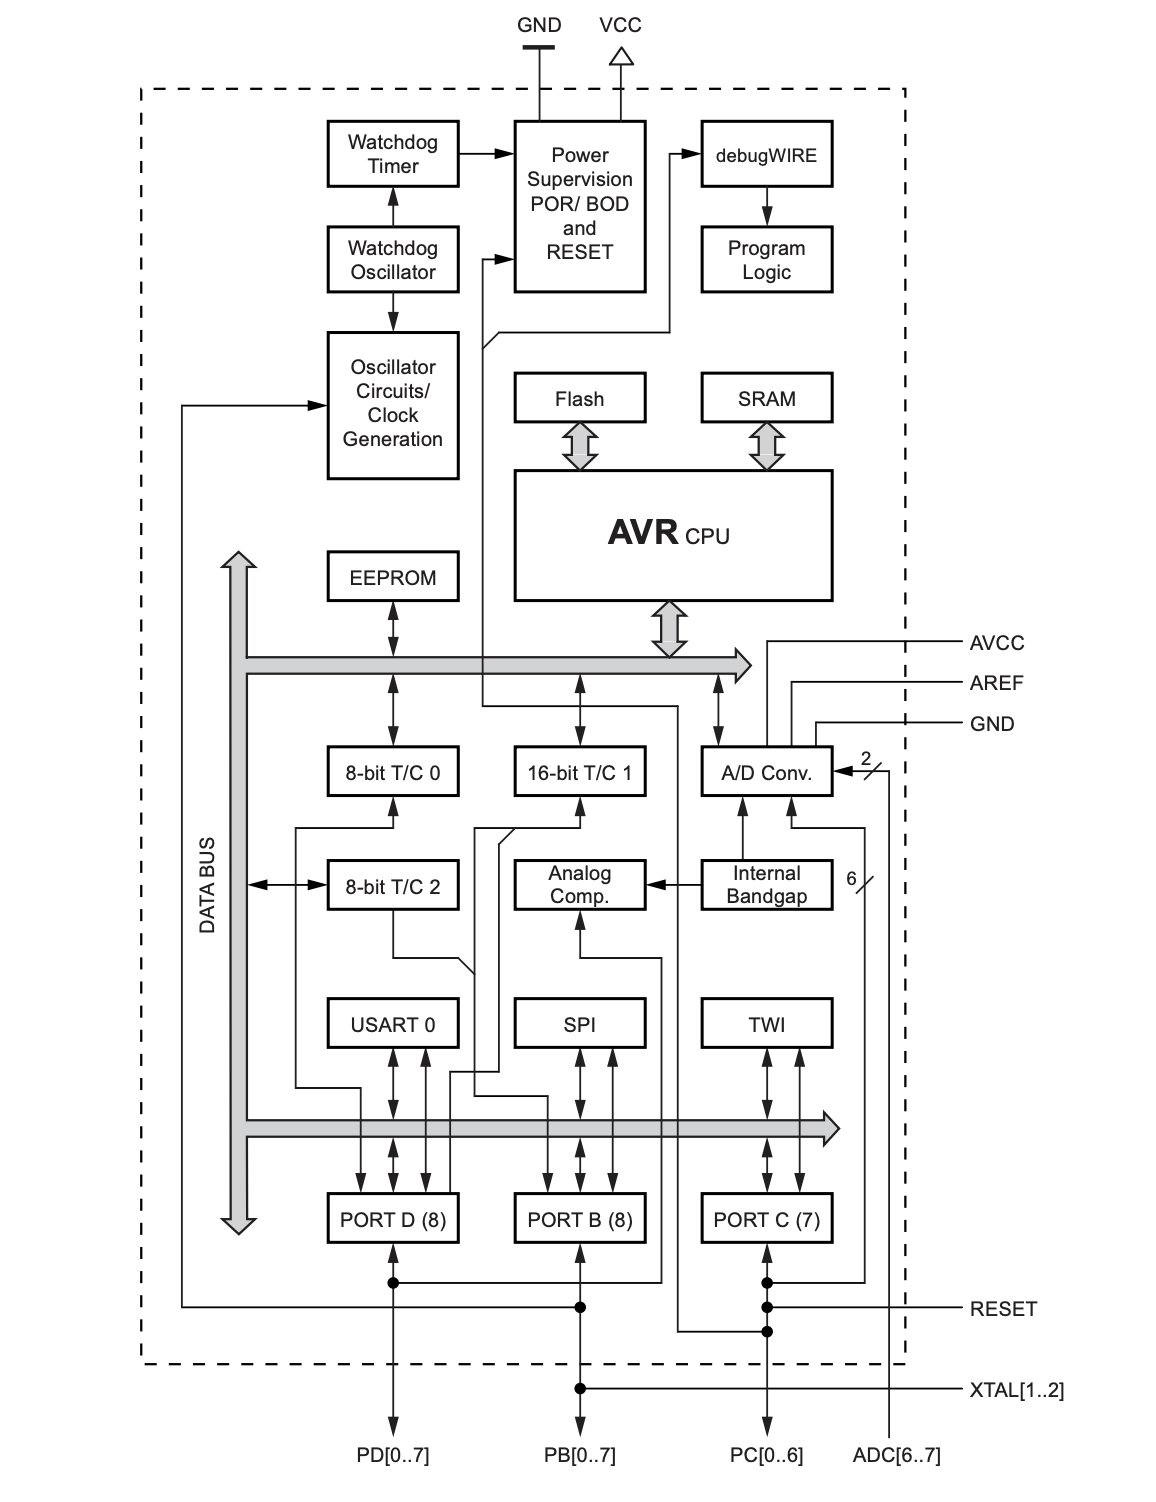 GND
VCC
Watchdog
Timer
Power
Supervision
POR/ BOD
and
RESET
debugWIRE
Watchdog
Oscillator
Program
Logic
Oscillator
Circuits/
Clock
Generation
Flash
SRAM
AVR CPU
EEPROM
AVCC
AREF
GND
8-bit T/C 0
16-bit T/C 1
A/D Conv.
2
DATA BUS
8-bit T/C 2
Analog
Comp.
Internal
Bandgap
6
USART 0
SPI
TWI
PORT D (8)
PORT B (8)
PORT C (7)
RESET
XTAL[1..2]
PD[0..7]
PB[0..7]
PC[0..6]
ADC[6..7]